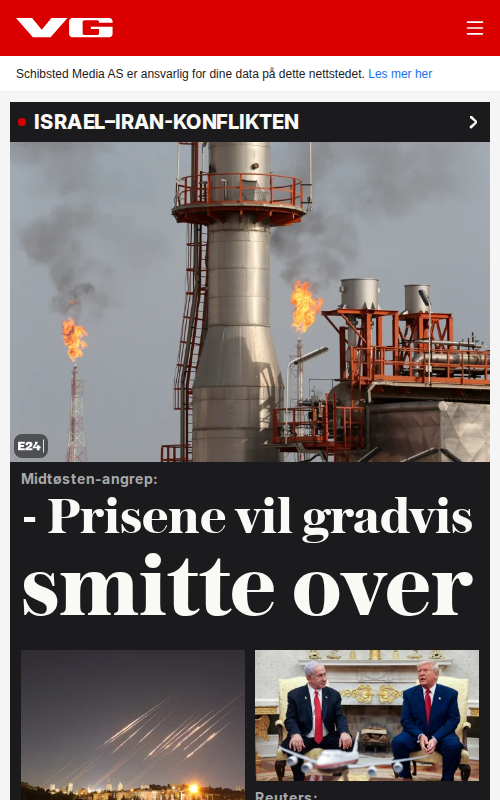 VG
Schibsted Media AS er ansvarlig for dine data på dette nettstedet. Les mer her
ISRAEL–IRAN-KONFLIKTEN
E24
Midtøsten-angrep:
- Prisene vil gradvis
smitte over
Reuters: